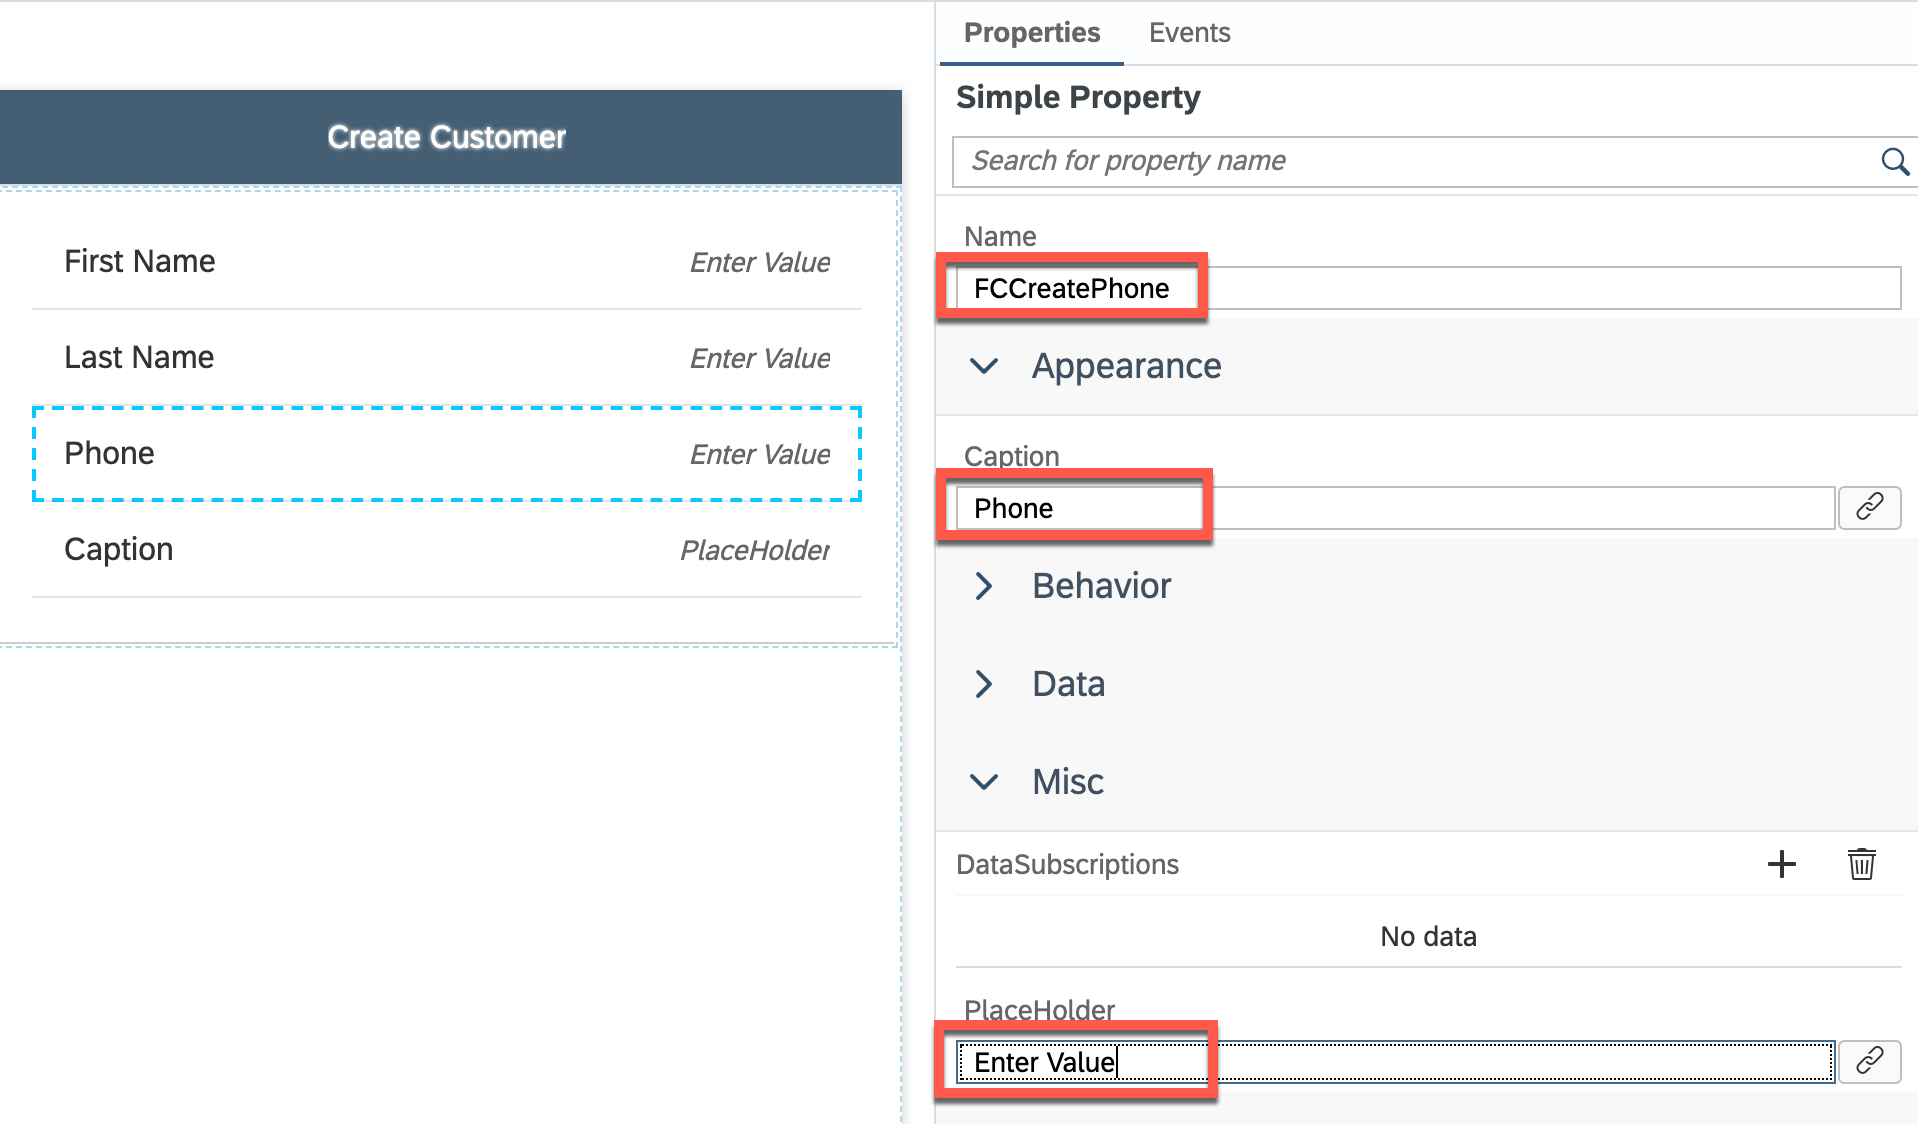 Create Customer
First Name Enter Value
Last Name Enter Value
Phone Enter Value
Caption PlaceHolder
Properties Events
Simple Property
Search for property name
Name
FCCreatePhone
Appearance
Caption
Phone
Behavior
Data
Misc
DataSubscriptions
No data
PlaceHolder
Enter Value